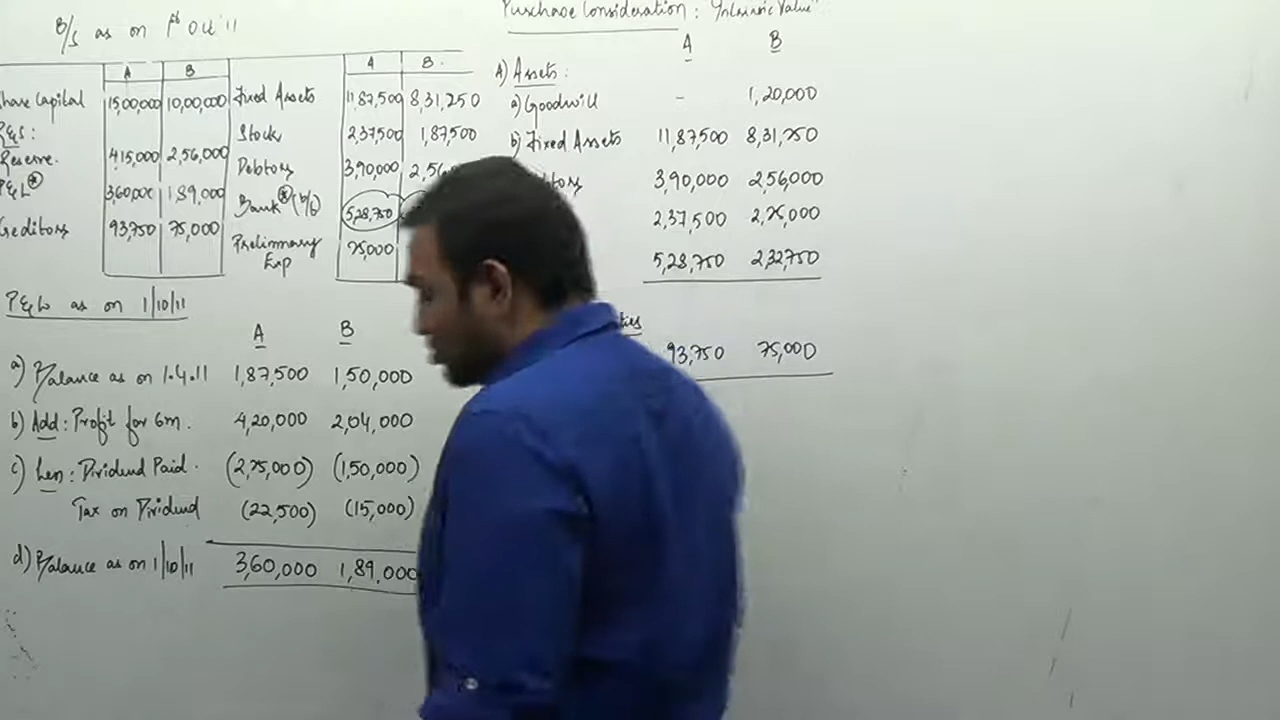 B/S as on 1st Oct '11
A B A B
Share Capital 15,00,000 10,00,000 Fixed Assets 11,87,500 8,31,250
R&S: Stock 2,37,500 1,87,500
Reserve. 4,15,000 2,56,000 Debtors 3,90,000 2,56
P&L* 3,60,000 1,89,000 Bank* (b/f) 5,28,750
Creditors 93,750 75,000 Preliminary Exp 75,000
P&L as on 1/10/11
A B
a) Balance as on 1.4.11 1,87,500 1,50,000
b) Add: Profit for 6m. 4,20,000 2,04,000
c) Less: Dividend Paid. (2,25,000) (1,50,000)
Tax on Dividend (22,500) (15,000)
d) Balance as on 1/10/11 3,60,000 1,89,000
Purchase Consideration: "Intrinsic Value"
A B
A) Assets:
a) Goodwill - 1,20,000
b) Fixed Assets 11,87,500 8,31,250
tors 3,90,000 2,56,000
2,37,500 2,25,000
5,28,750 2,32,750
ties
93,750 75,000